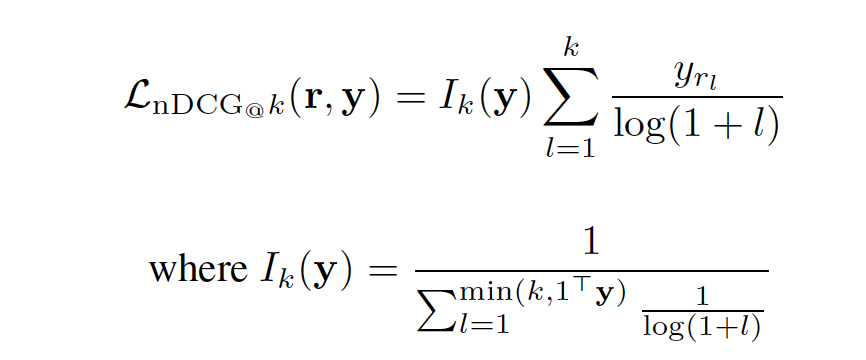 $\mathcal{L}_{\mathrm{nDCG@}k}(\mathbf{r}, \mathbf{y}) = I_k(\mathbf{y}) \sum_{l=1}^{k} \frac{y_{r_l}}{\log(1+l)}$
where $I_k(\mathbf{y}) = \frac{1}{\sum_{l=1}^{\min(k, 1^\top \mathbf{y})} \frac{1}{\log(1+l)}}$